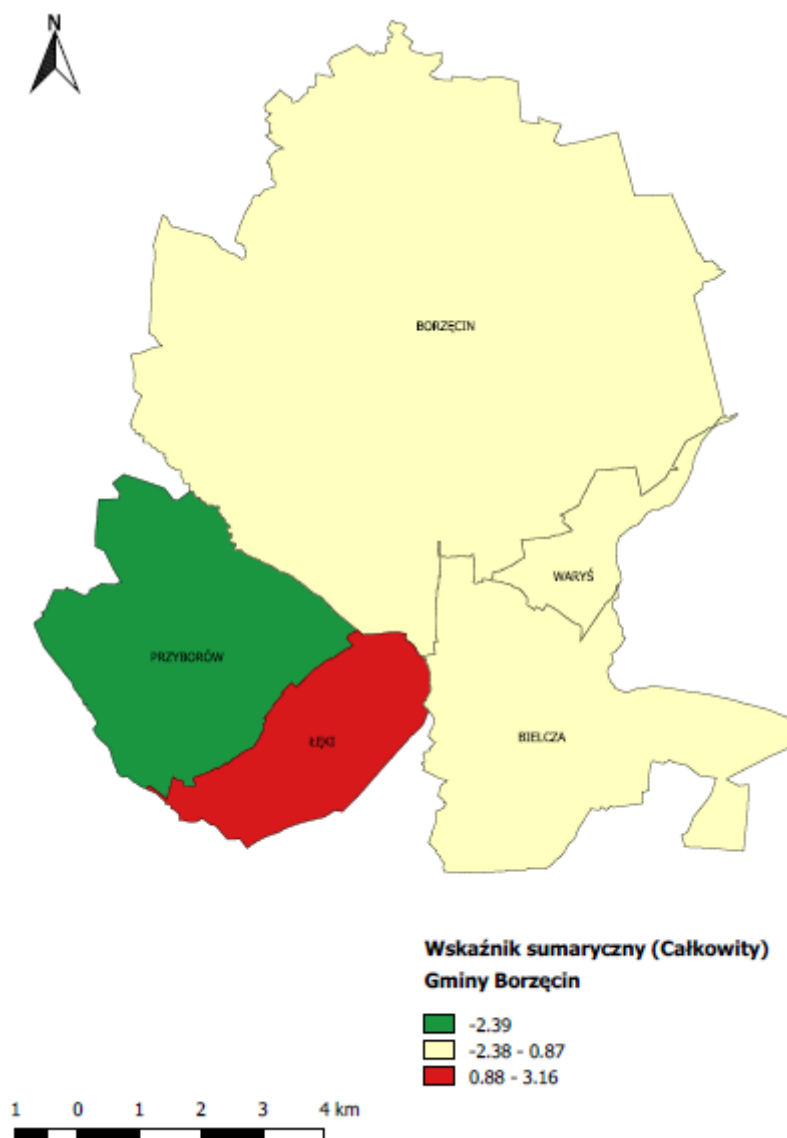 N
BORZĘCIN
WARYŚ
PRZYBORÓW
ŁĘKI
BIELCZA
Wskaźnik sumaryczny (Całkowity)
Gminy Borzęcin
-2.39
-2.38 - 0.87
0.88 - 3.16
1 0 1 2 3 4 km